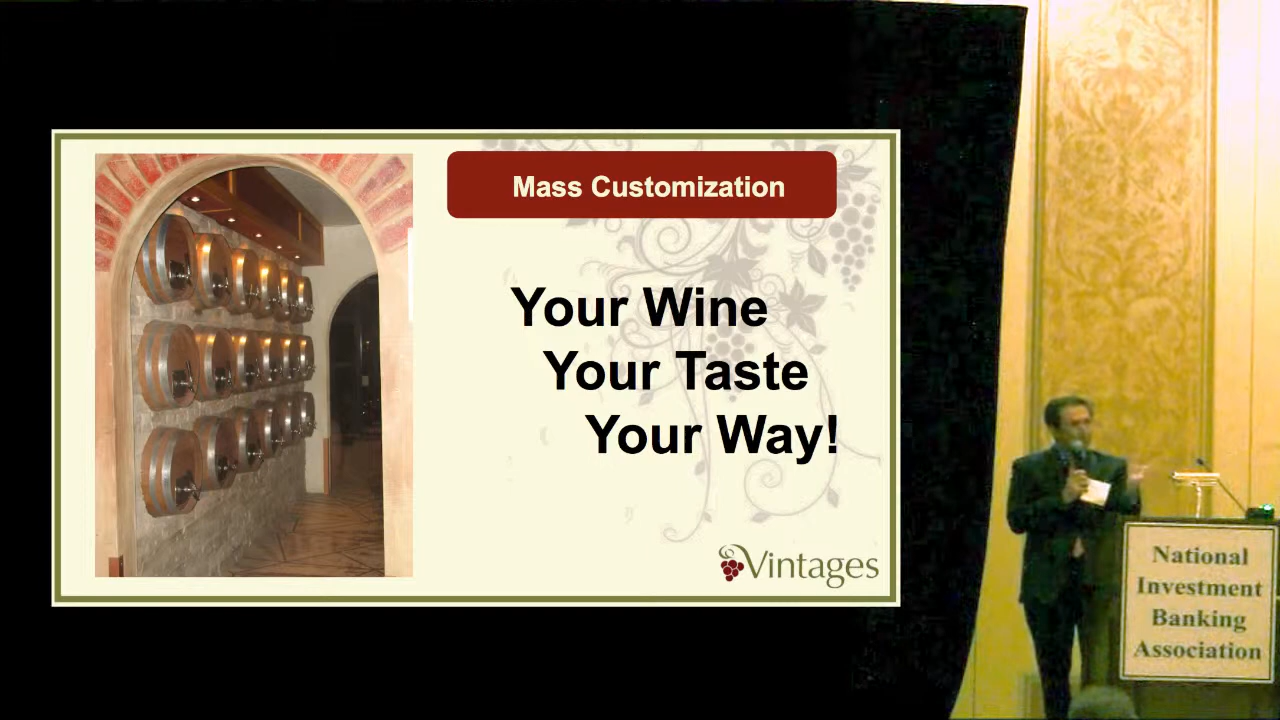 Mass Customization
Your Wine
Your Taste
Your Way!
Vintages
National
Investment
Banking
Association